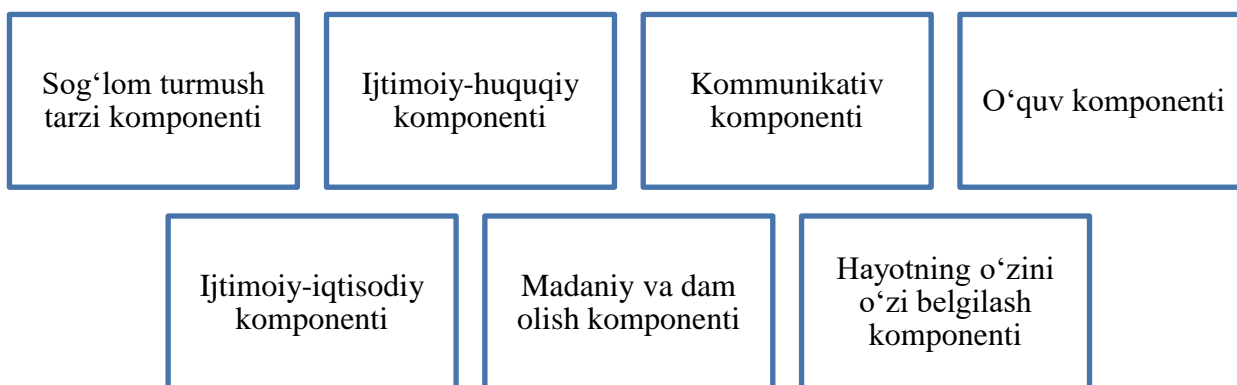 Sog‘lom turmush
tarzi komponenti
Ijtimoiy-huquqiy
komponenti
Kommunikativ
komponenti
O‘quv komponenti
Ijtimoiy-iqtisodiy
komponenti
Madaniy va dam
olish komponenti
Hayotning o‘zini
o‘zi belgilash
komponenti